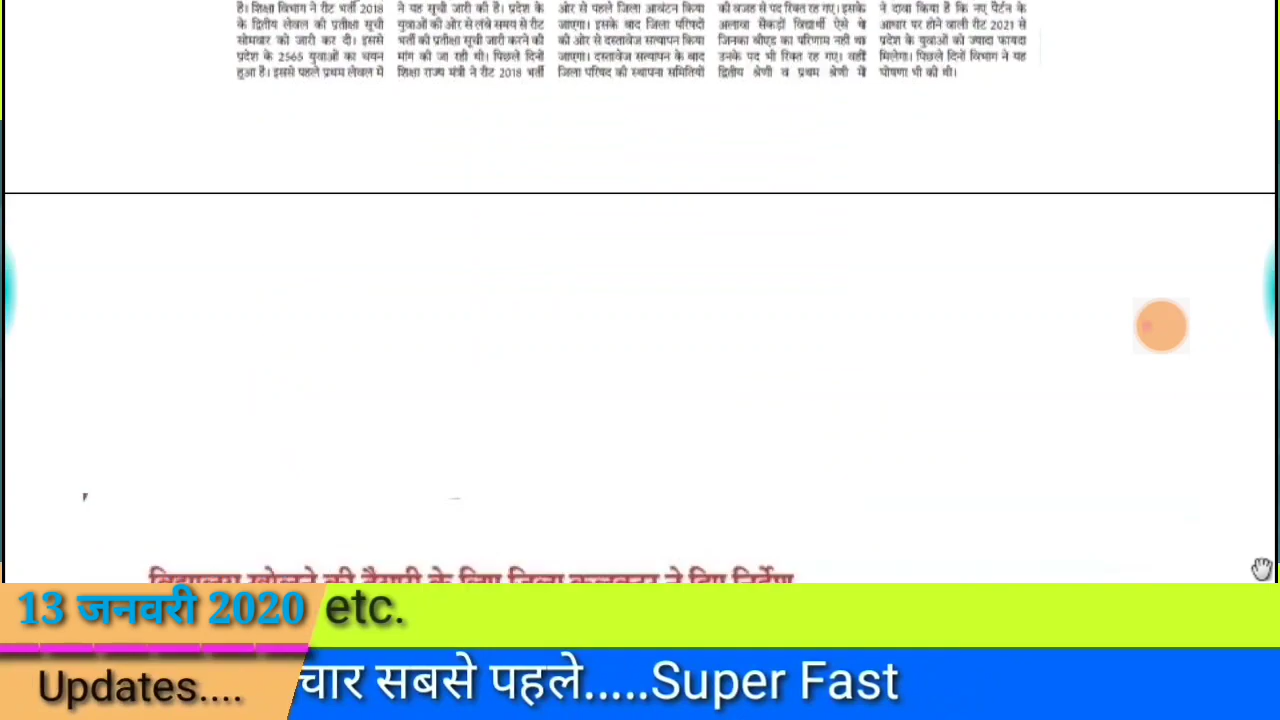 है। शिक्षा विभाग ने रीट भर्ती 2018
के द्वितीय लेवल की प्रतीक्षा सूची
सोमवार को जारी कर दी। इससे
प्रदेश के 2565 युवाओं का चयन
हुआ है। इससे पहले प्रथम लेवल में
ने यह सूची जारी की है। प्रदेश के
युवाओं की ओर से लंबे समय से रीट
भर्ती की प्रतीक्षा सूची जारी करने की
मांग की जा रही थी। पिछले दिनों
शिक्षा राज्य मंत्री ने रीट 2018 भर्ती
ओर से पहले जिला आवंटन किया
जाएगा। इसके बाद जिला परिषदों
की ओर से दस्तावेज सत्यापन किया
जाएगा। दस्तावेज सत्यापन के बाद
जिला परिषद की स्थापना समितियों
की वजह से पद रिक्त रह गए। इसके
अलावा सैकड़ों विद्यार्थी ऐसे थे
जिनका बीएड का परिणाम नहीं था
उनके पद भी रिक्त रह गए। वहीं
द्वितीय श्रेणी व प्रथम श्रेणी में
ने दावा किया है कि नए पैटर्न के
आधार पर होने वाली रीट 2021 से
प्रदेश के युवाओं को ज्यादा फायदा
मिलेगा। पिछले दिनों विभाग ने यह
घोषणा भी की थी।
विद्यालय खोलने की तैयारी के लिए जिला कलक्टर ने दिए निर्देश
13 जनवरी 2020 etc.
Updates.... चार सबसे पहले.....Super Fast